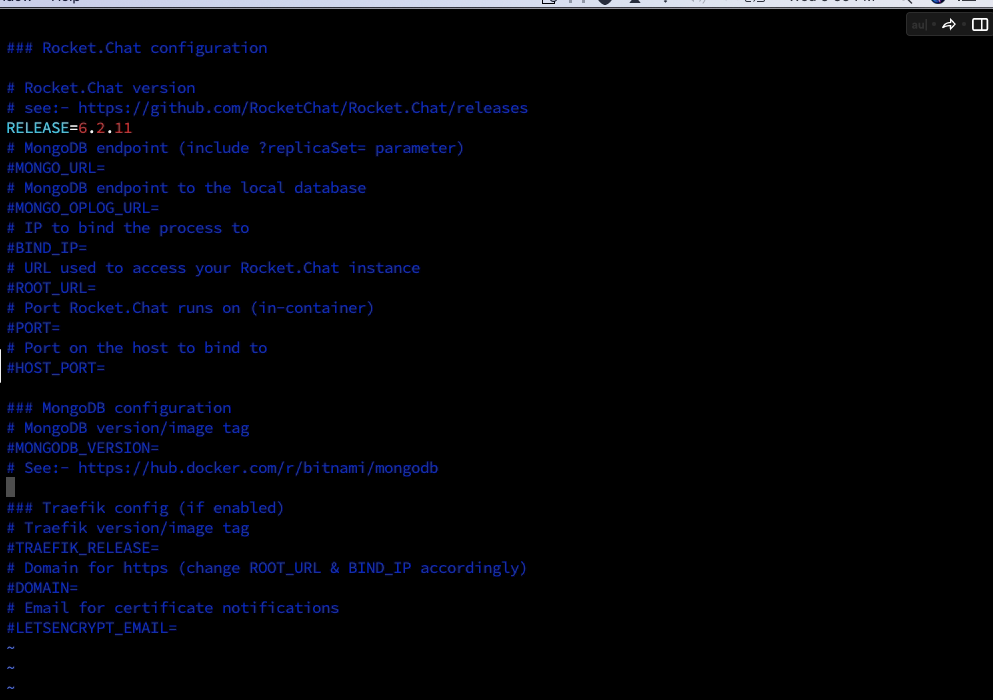 Help
### Rocket.Chat configuration
# Rocket.Chat version
# see:- https://github.com/RocketChat/Rocket.Chat/releases
RELEASE=6.2.11
# MongoDB endpoint (include ?replicaSet= parameter)
#MONGO_URL=
# MongoDB endpoint to the local database
#MONGO_OPLOG_URL=
# IP to bind the process to
#BIND_IP=
# URL used to access your Rocket.Chat instance
#ROOT_URL=
# Port Rocket.Chat runs on (in-container)
#PORT=
# Port on the host to bind to
#HOST_PORT=
### MongoDB configuration
# MongoDB version/image tag
#MONGODB_VERSION=
# See:- https://hub.docker.com/r/bitnami/mongodb
### Traefik config (if enabled)
# Traefik version/image tag
#TRAEFIK_RELEASE=
# Domain for https (change ROOT_URL & BIND_IP accordingly)
#DOMAIN=
# Email for certificate notifications
#LETSENCRYPT_EMAIL=
~
~
~